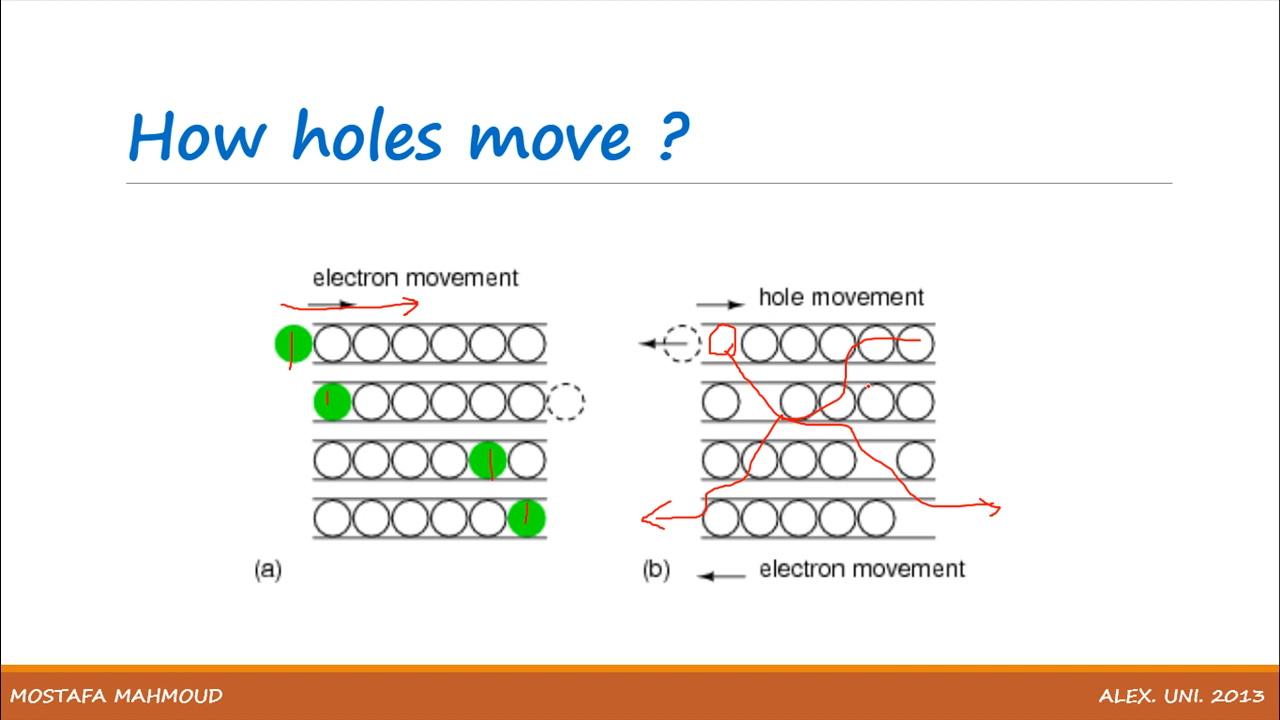 How holes move ?
electron movement
hole movement
(a)
(b)
electron movement
MOSTAFA MAHMOUD
ALEX. UNI. 2013